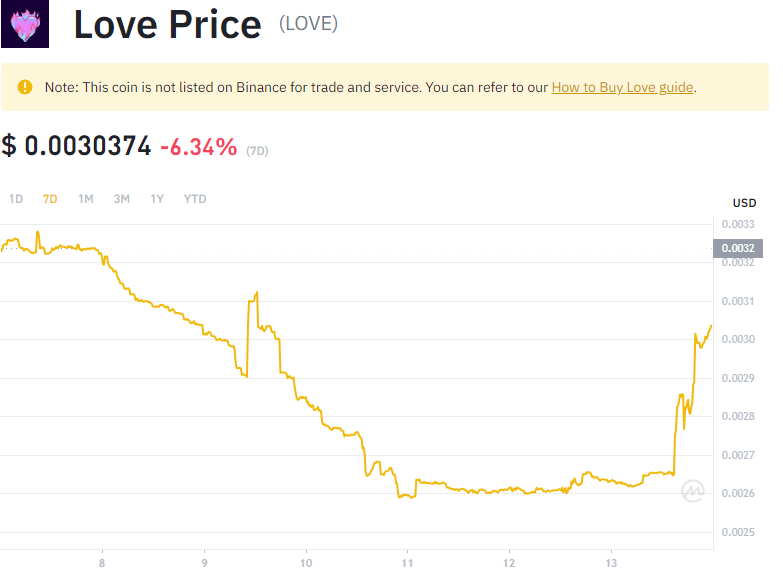 Love Price (LOVE)
Note: This coin is not listed on Binance for trade and service. You can refer to our How to Buy Love guide.
$ 0.0030374 -6.34% (7D)
1D 7D 1M 3M 1Y YTD
USD
0.0033
0.0032
0.0032
0.0031
0.0030
0.0029
0.0028
0.0027
0.0026
0.0025
8 9 10 11 12 13